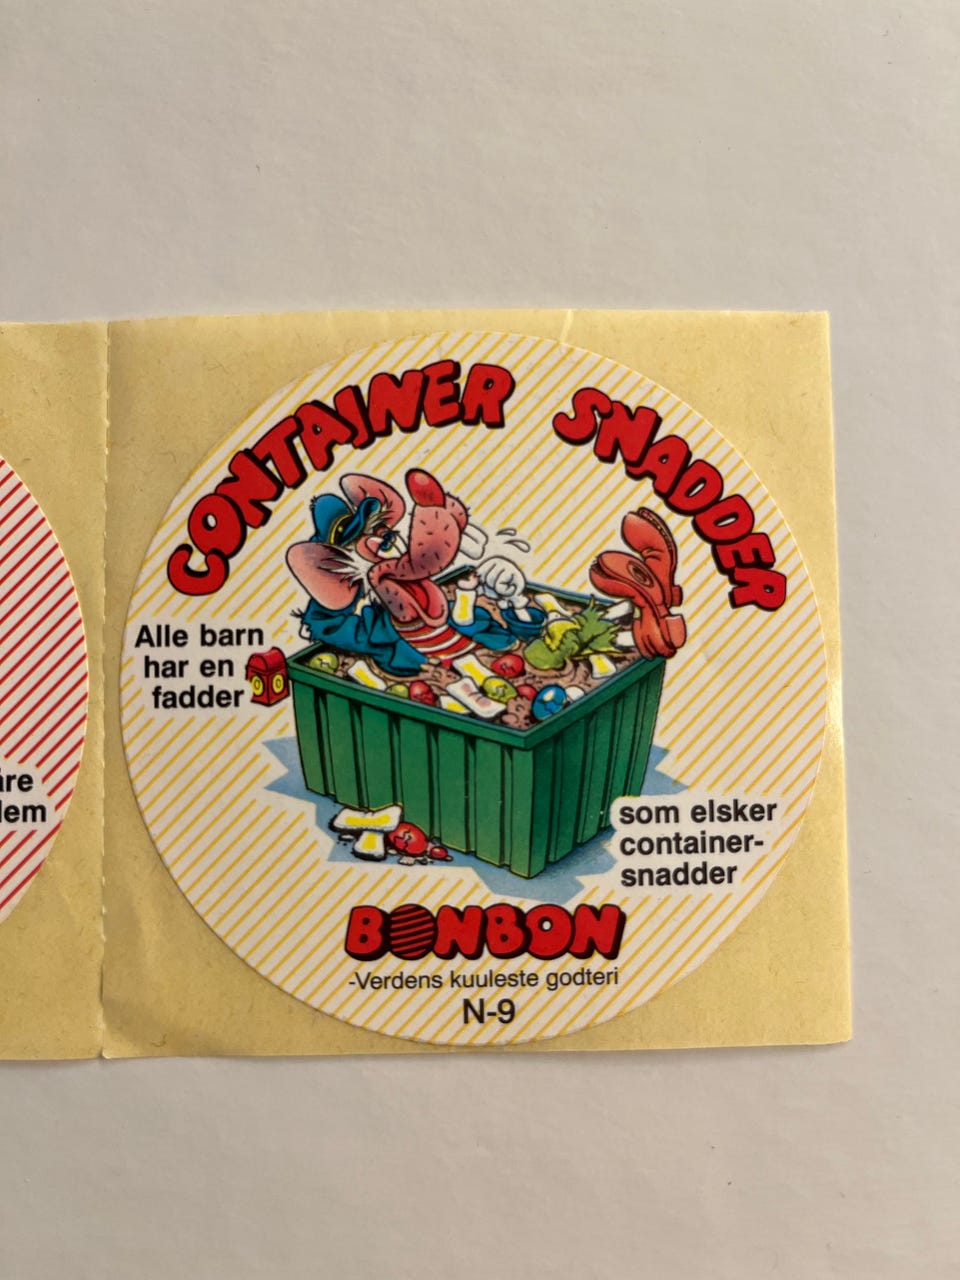 CONTAINER SNADDER
Alle barn
har en
fadder
som elsker
container-
snadder
BONBON
-Verdens kuuleste godteri
N-9